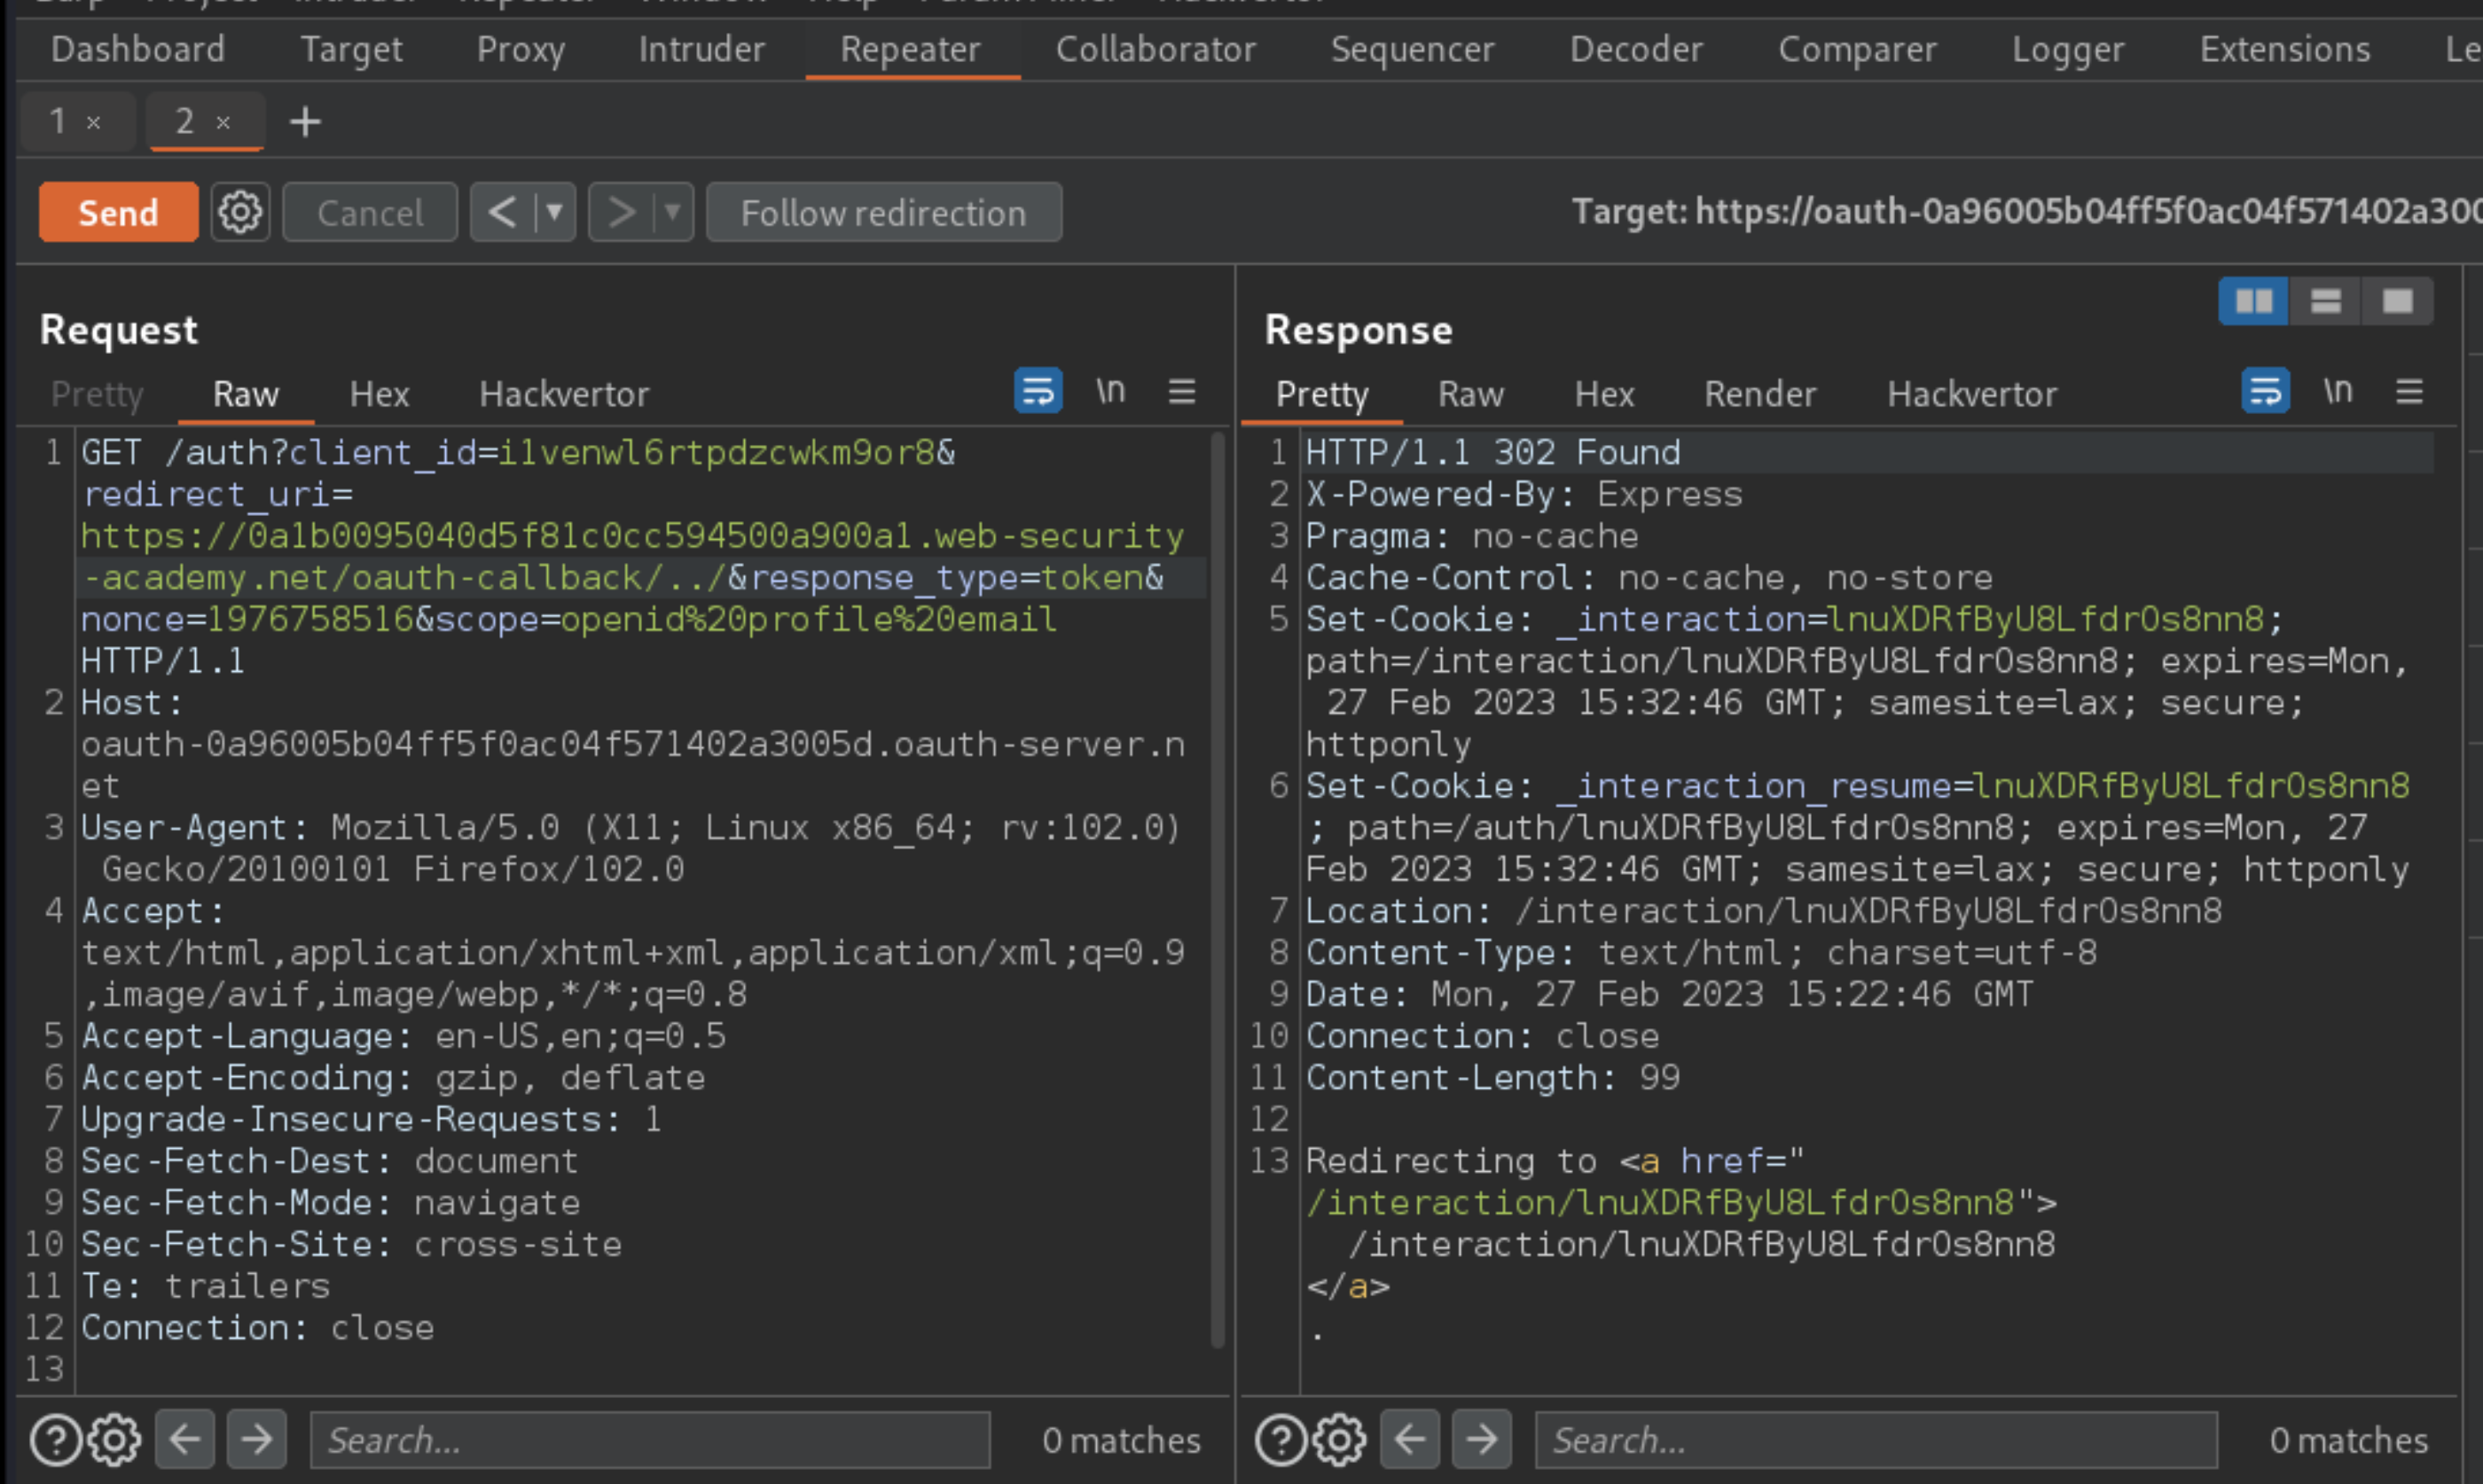 Dashboard Target Proxy Intruder Repeater Collaborator Sequencer Decoder Comparer Logger Extensions
1 × 2 × +
Send Cancel < ▼ > ▼ Follow redirection Target: https://oauth-0a96005b04ff5f0ac04f571402a300
Request
Pretty Raw Hex Hackvertor \n
1 GET /auth?client_id=i1venwl6rtpdzcwkm9or8&
redirect_uri=
https://0a1b0095040d5f81c0cc594500a900a1.web-security
-academy.net/oauth-callback/../&response_type=token&
nonce=1976758516&scope=openid%20profile%20email
HTTP/1.1
2 Host:
oauth-0a96005b04ff5f0ac04f571402a3005d.oauth-server.n
et
3 User-Agent: Mozilla/5.0 (X11; Linux x86_64; rv:102.0)
Gecko/20100101 Firefox/102.0
4 Accept:
text/html,application/xhtml+xml,application/xml;q=0.9
,image/avif,image/webp,*/*;q=0.8
5 Accept-Language: en-US,en;q=0.5
6 Accept-Encoding: gzip, deflate
7 Upgrade-Insecure-Requests: 1
8 Sec-Fetch-Dest: document
9 Sec-Fetch-Mode: navigate
10 Sec-Fetch-Site: cross-site
11 Te: trailers
12 Connection: close
13
Search... 0 matches
Response
Pretty Raw Hex Render Hackvertor \n
1 HTTP/1.1 302 Found
2 X-Powered-By: Express
3 Pragma: no-cache
4 Cache-Control: no-cache, no-store
5 Set-Cookie: _interaction=lnuXDRfByU8LfdrOs8nn8;
path=/interaction/lnuXDRfByU8LfdrOs8nn8; expires=Mon,
27 Feb 2023 15:32:46 GMT; samesite=lax; secure;
httponly
6 Set-Cookie: _interaction_resume=lnuXDRfByU8LfdrOs8nn8
; path=/auth/lnuXDRfByU8LfdrOs8nn8; expires=Mon, 27
Feb 2023 15:32:46 GMT; samesite=lax; secure; httponly
7 Location: /interaction/lnuXDRfByU8LfdrOs8nn8
8 Content-Type: text/html; charset=utf-8
9 Date: Mon, 27 Feb 2023 15:22:46 GMT
10 Connection: close
11 Content-Length: 99
12
13 Redirecting to <a href="
/interaction/lnuXDRfByU8LfdrOs8nn8">
/interaction/lnuXDRfByU8LfdrOs8nn8
</a>
.
Search... 0 matches